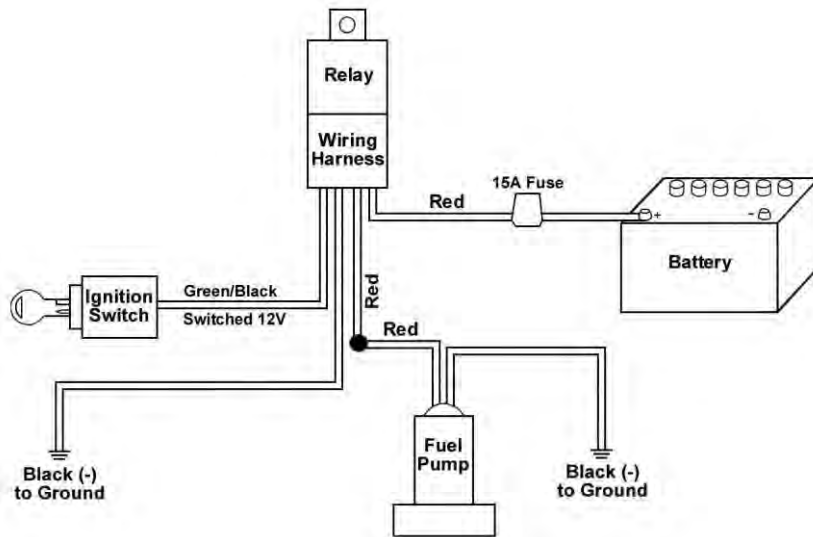 Relay
Wiring
Harness
15A Fuse
Red
+
-
Battery
Ignition
Switch
Green/Black
Switched 12V
Red
Red
Fuel
Pump
Black (-)
to Ground
Black (-)
to Ground